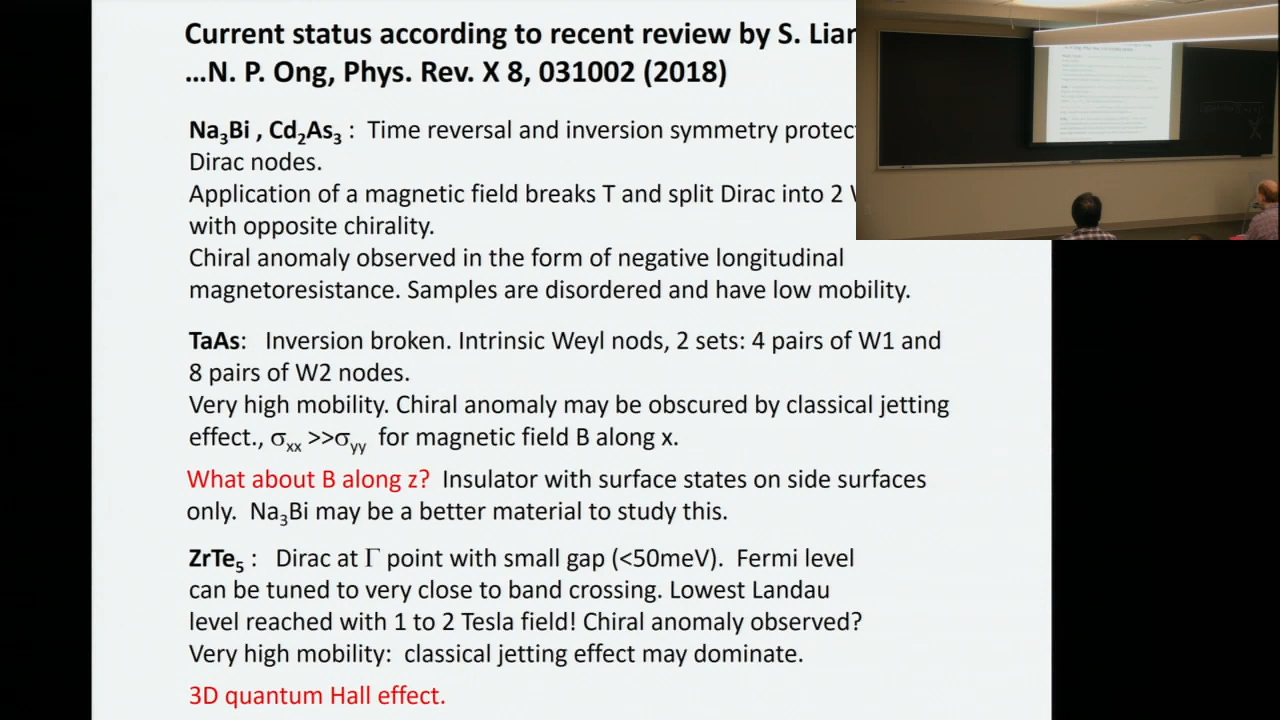 Current status according to recent review by S. Lian
…N. P. Ong, Phys. Rev. X 8, 031002 (2018)
Na₃Bi , Cd₂As₃ : Time reversal and inversion symmetry protec
Dirac nodes.
Application of a magnetic field breaks T and split Dirac into 2
with opposite chirality.
Chiral anomaly observed in the form of negative longitudinal
magnetoresistance. Samples are disordered and have low mobility.
TaAs: Inversion broken. Intrinsic Weyl nods, 2 sets: 4 pairs of W1 and
8 pairs of W2 nodes.
Very high mobility. Chiral anomaly may be obscured by classical jetting
effect., σₓₓ >>σ_yy for magnetic field B along x.
What about B along z? Insulator with surface states on side surfaces
only. Na₃Bi may be a better material to study this.
ZrTe₅ : Dirac at Γ point with small gap (<50meV). Fermi level
can be tuned to very close to band crossing. Lowest Landau
level reached with 1 to 2 Tesla field! Chiral anomaly observed?
Very high mobility: classical jetting effect may dominate.
3D quantum Hall effect.